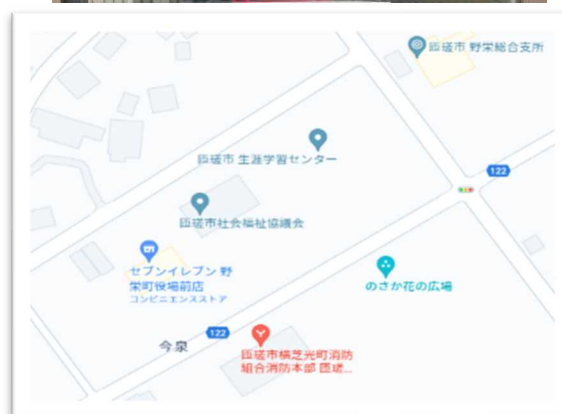 匝瑳市 野栄総合支所
匝瑳市 生涯学習センター
122
匝瑳市社会福祉協議会
セブンイレブン 野
栄町役場前店
コンビニエンスストア
のさか花の広場
122
今泉
匝瑳市横芝光町消防
組合消防本部 匝瑳...